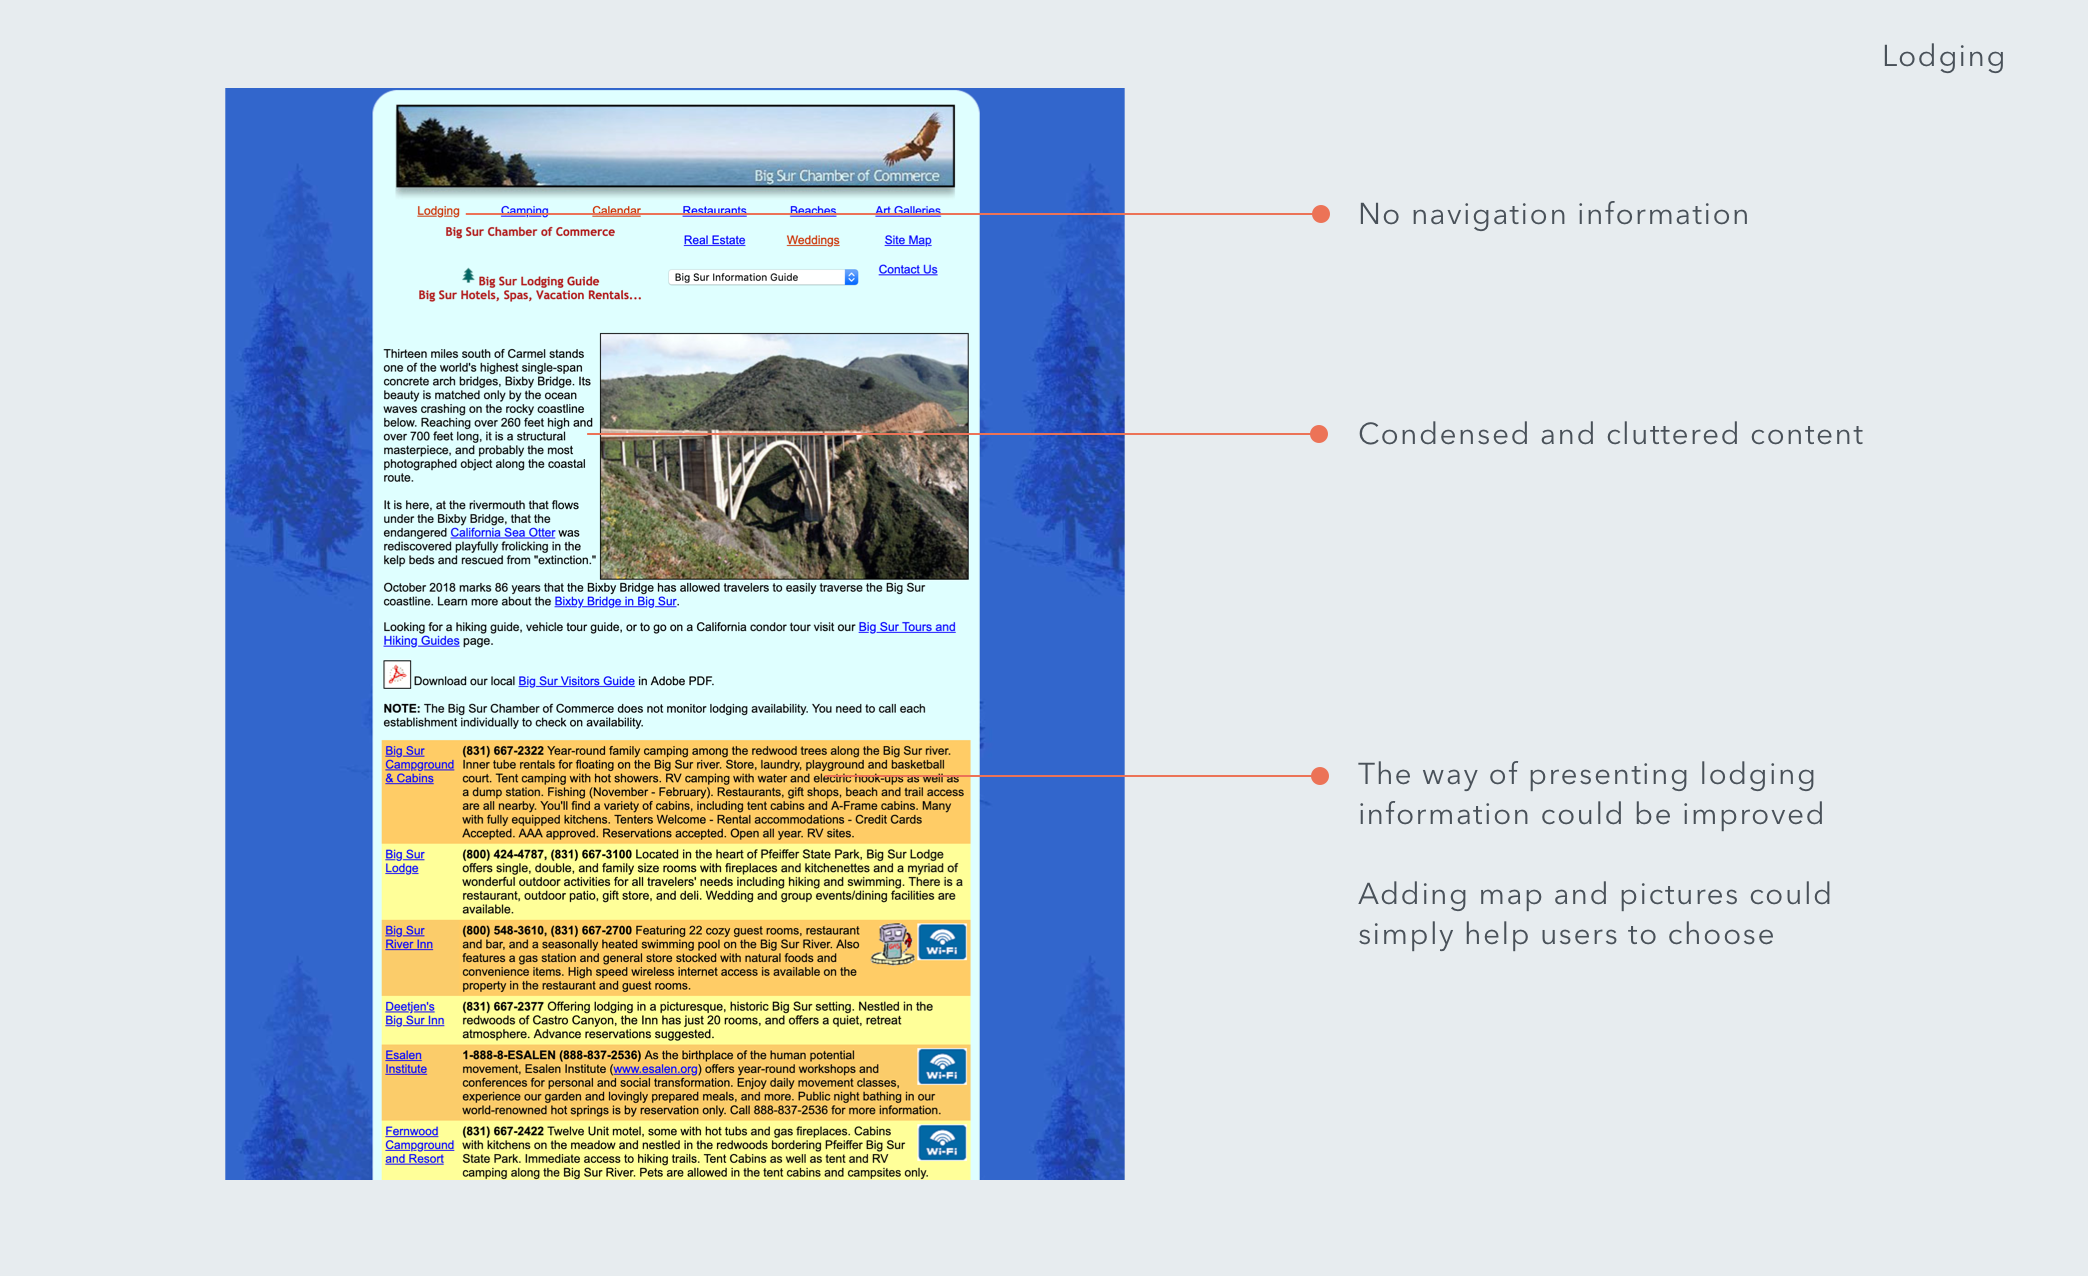 Lodging
Big Sur Chamber of Commerce
Lodging Camping Calendar Restaurants Beaches Art Galleries
Big Sur Chamber of Commerce
Real Estate Weddings Site Map
Contact Us
Big Sur Information Guide
Big Sur Lodging Guide
Big Sur Hotels, Spas, Vacation Rentals...
Thirteen miles south of Carmel stands
one of the world's highest single-span
concrete arch bridges, Bixby Bridge. Its
beauty is matched only by the ocean
waves crashing on the rocky coastline
below. Reaching over 260 feet high and
over 700 feet long, it is a structural
masterpiece, and probably the most
photographed object along the coastal
route.
It is here, at the rivermouth that flows
under the Bixby Bridge, that the
endangered California Sea Otter was
rediscovered playfully frolicking in the
kelp beds and rescued from "extinction."
October 2018 marks 86 years that the Bixby Bridge has allowed travelers to easily traverse the Big Sur
coastline. Learn more about the Bixby Bridge in Big Sur.
Looking for a hiking guide, vehicle tour guide, or to go on a California condor tour visit our Big Sur Tours and
Hiking Guides page.
Download our local Big Sur Visitors Guide in Adobe PDF.
NOTE: The Big Sur Chamber of Commerce does not monitor lodging availability. You need to call each
establishment individually to check on availability.
Big Sur
Campground
& Cabins
(831) 667-2322 Year-round family camping among the redwood trees along the Big Sur river.
Inner tube rentals for floating on the Big Sur river. Store, laundry, playground and basketball
court. Tent camping with hot showers. RV camping with water and electric hook-ups as well as
a dump station. Fishing (November - February). Restaurants, gift shops, beach and trail access
are all nearby. You'll find a variety of cabins, including tent cabins and A-Frame cabins. Many
with fully equipped kitchens. Tenters Welcome - Rental accommodations - Credit Cards
Accepted. AAA approved. Reservations accepted. Open all year. RV sites.
Big Sur
Lodge
(800) 424-4787, (831) 667-3100 Located in the heart of Pfeiffer State Park, Big Sur Lodge
offers single, double, and family size rooms with fireplaces and kitchenettes and a myriad of
wonderful outdoor activities for all travelers' needs including hiking and swimming. There is a
restaurant, outdoor patio, gift store, and deli. Wedding and group events/dining facilities are
available.
Big Sur
River Inn
(800) 548-3610, (831) 667-2700 Featuring 22 cozy guest rooms, restaurant
and bar, and a seasonally heated swimming pool on the Big Sur River. Also
features a gas station and general store stocked with natural foods and
convenience items. High speed wireless internet access is available on the
property in the restaurant and guest rooms.
Wi-Fi
Deetjen's
Big Sur Inn
(831) 667-2377 Offering lodging in a picturesque, historic Big Sur setting. Nestled in the
redwoods of Castro Canyon, the Inn has just 20 rooms, and offers a quiet, retreat
atmosphere. Advance reservations suggested.
Esalen
Institute
1-888-8-ESALEN (888-837-2536) As the birthplace of the human potential
movement, Esalen Institute (www.esalen.org) offers year-round workshops and
conferences for personal and social transformation. Enjoy daily movement classes,
experience our garden and lovingly prepared meals, and more. Public night bathing in our
world-renowned hot springs is by reservation only. Call 888-837-2536 for more information.
Wi-Fi
Fernwood
Campground
and Resort
(831) 667-2422 Twelve Unit motel, some with hot tubs and gas fireplaces. Cabins
with kitchens on the meadow and nestled in the redwoods bordering Pfeiffer Big Sur
State Park. Immediate access to hiking trails. Tent Cabins as well as tent and RV
camping along the Big Sur River. Pets are allowed in the tent cabins and campsites only.
Wi-Fi
No navigation information
Condensed and cluttered content
The way of presenting lodging
information could be improved
Adding map and pictures could
simply help users to choose